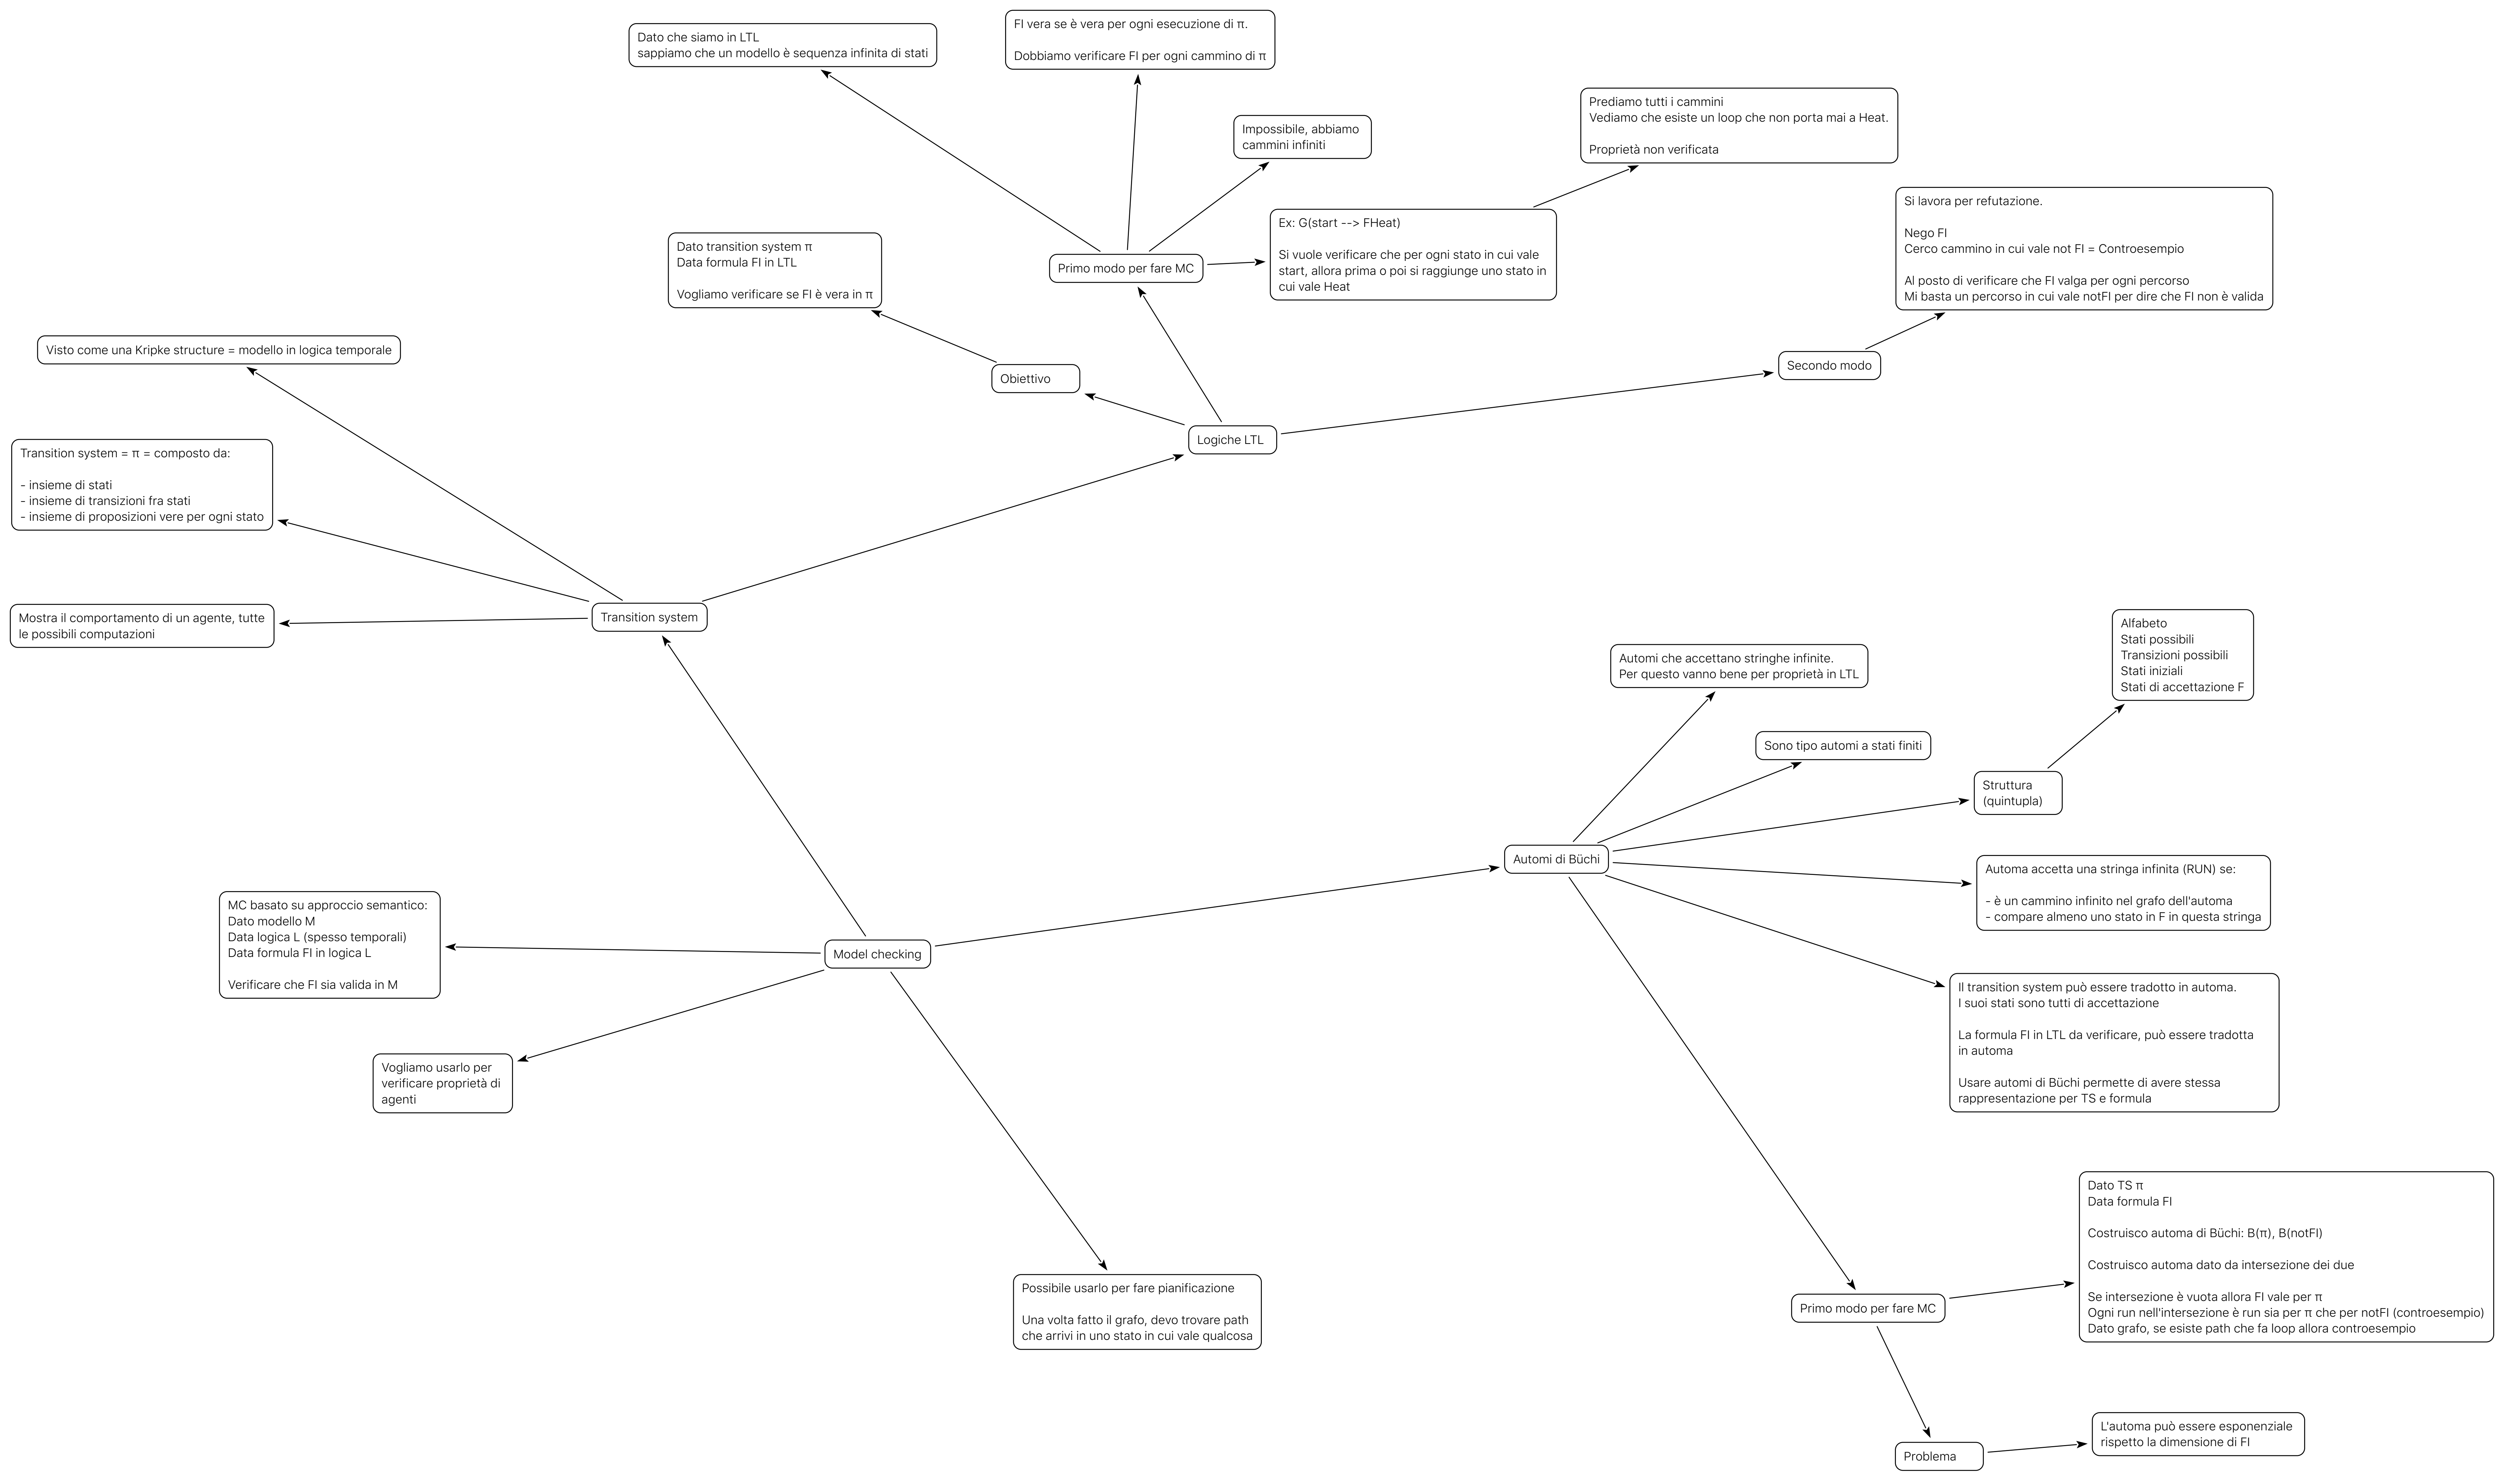 Dato che siamo in LTL
sappiamo che un modello è sequenza infinita di stati
FI vera se è vera per ogni esecuzione di π.
Dobbiamo verificare FI per ogni cammino di π
Impossibile, abbiamo
cammini infiniti
Prediamo tutti i cammini
Vediamo che esiste un loop che non porta mai a Heat.
Proprietà non verificata
Ex: G(start --> FHeat)
Si vuole verificare che per ogni stato in cui vale
start, allora prima o poi si raggiunge uno stato in
cui vale Heat
Si lavora per refutazione.
Nego FI
Cerco cammino in cui vale not FI = Controesempio
Al posto di verificare che FI valga per ogni percorso
Mi basta un percorso in cui vale notFI per dire che FI non è valida
Dato transition system π
Data formula FI in LTL
Vogliamo verificare se FI è vera in π
Primo modo per fare MC
Visto come una Kripke structure = modello in logica temporale
Obiettivo
Secondo modo
Logiche LTL
Transition system = π = composto da:
- insieme di stati
- insieme di transizioni fra stati
- insieme di proposizioni vere per ogni stato
Mostra il comportamento di un agente, tutte
le possibili computazioni
Transition system
Automi che accettano stringhe infinite.
Per questo vanno bene per proprietà in LTL
Alfabeto
Stati possibili
Transizioni possibili
Stati iniziali
Stati di accettazione F
Sono tipo automi a stati finiti
Struttura
(quintupla)
Automi di Büchi
Automa accetta una stringa infinita (RUN) se:
- è un cammino infinito nel grafo dell'automa
- compare almeno uno stato in F in questa stringa
MC basato su approccio semantico:
Dato modello M
Data logica L (spesso temporali)
Data formula FI in logica L
Verificare che FI sia valida in M
Model checking
Il transition system può essere tradotto in automa.
I suoi stati sono tutti di accettazione
La formula FI in LTL da verificare, può essere tradotta
in automa
Usare automi di Büchi permette di avere stessa
rappresentazione per TS e formula
Vogliamo usarlo per
verificare proprietà di
agenti
Possibile usarlo per fare pianificazione
Una volta fatto il grafo, devo trovare path
che arrivi in uno stato in cui vale qualcosa
Dato TS π
Data formula FI
Costruisco automa di Büchi: B(π), B(notFI)
Costruisco automa dato da intersezione dei due
Se intersezione è vuota allora FI vale per π
Ogni run nell'intersezione è run sia per π che per notFI (controesempio)
Dato grafo, se esiste path che fa loop allora controesempio
Primo modo per fare MC
Problema
L'automa può essere esponenziale
rispetto la dimensione di FI